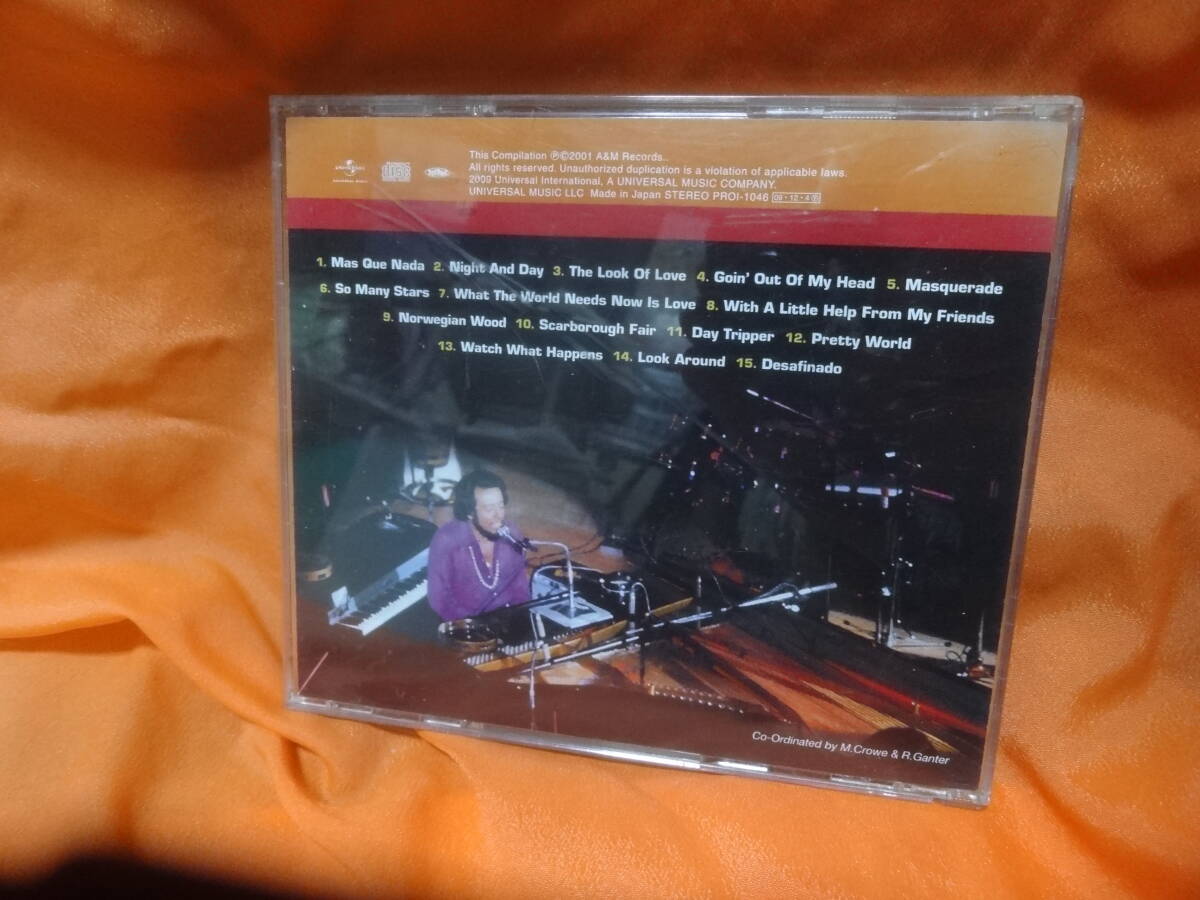 This Compilation ℗©2001 A&M Records..
All rights reserved. Unauthorized duplication is a violation of applicable laws.
2009 Universal International, A UNIVERSAL MUSIC COMPANY.
UNIVERSAL MUSIC LLC Made in Japan STEREO PROI-1046 09・12・4
UNIVERSAL
disc
1. Mas Que Nada 2. Night And Day 3. The Look Of Love 4. Goin' Out Of My Head 5. Masquerade
6. So Many Stars 7. What The World Needs Now Is Love 8. With A Little Help From My Friends
9. Norwegian Wood 10. Scarborough Fair 11. Day Tripper 12. Pretty World
13. Watch What Happens 14. Look Around 15. Desafinado
Co-Ordinated by M.Crowe & R.Ganter